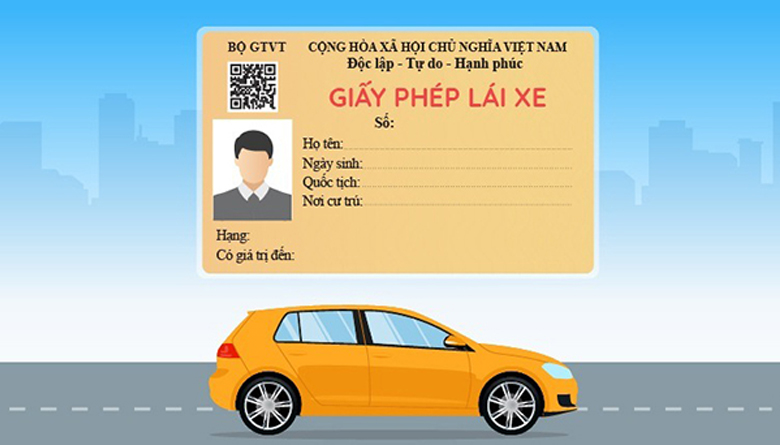 BỘ GTVT
CỘNG HÒA XÃ HỘI CHỦ NGHĨA VIỆT NAM
Độc lập - Tự do - Hạnh phúc
GIẤY PHÉP LÁI XE
Số:
Họ tên:
Ngày sinh:
Quốc tịch:
Nơi cư trú:
Hạng:
Có giá trị đến: